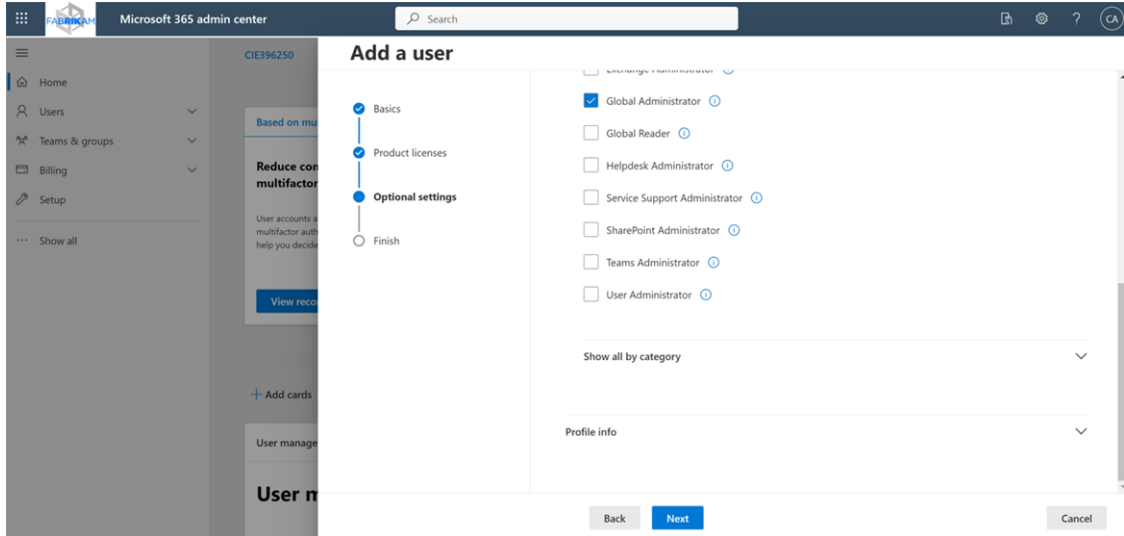 FABRIKAM
Microsoft 365 admin center
Search
?
CA
CIE396250
Home
Users
Teams & groups
Billing
Setup
Show all
Based on mu
Reduce con
multifactor
User accounts a
multifactor auth
help you decide
View reco
Add cards
User manage
User m
Add a user
Basics
Product licenses
Optional settings
Finish
Exchange Administrator
Global Administrator
Global Reader
Helpdesk Administrator
Service Support Administrator
SharePoint Administrator
Teams Administrator
User Administrator
Show all by category
Profile info
Back
Next
Cancel